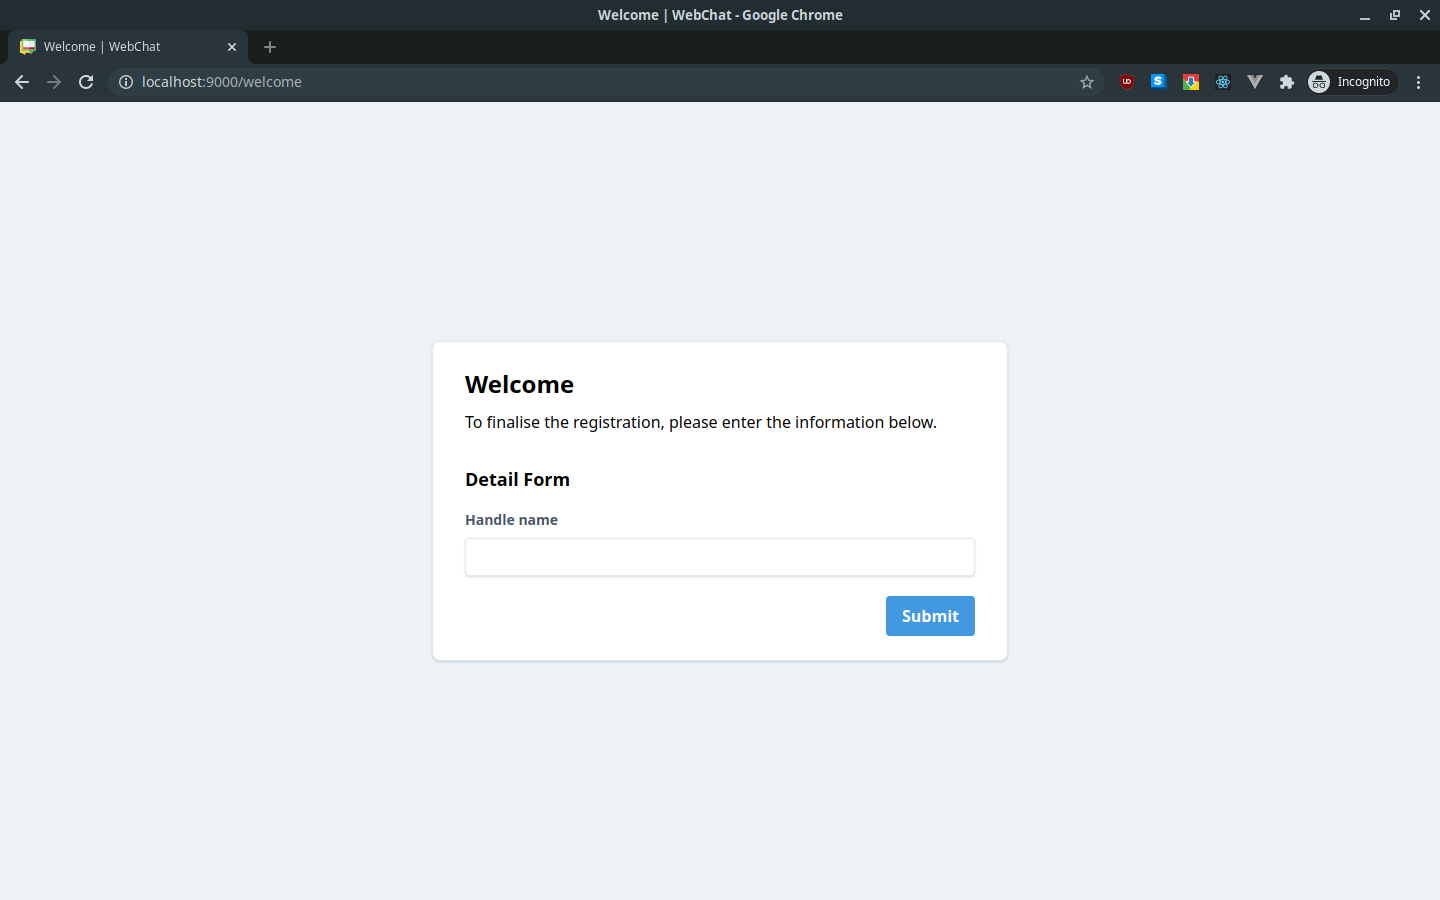 Welcome | WebChat - Google Chrome
Welcome | WebChat
localhost:9000/welcome
UD
S
Incognito
Welcome
To finalise the registration, please enter the information below.
Detail Form
Handle name
Submit